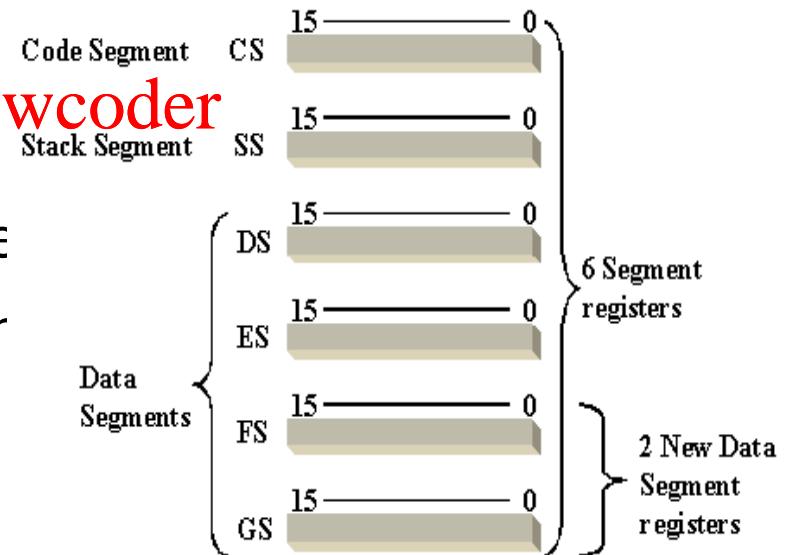 15 0
Code Segment CS
wcoder
15 0
Stack Segment SS
15 0
DS
6 Segment
registers
15 0
ES
Data
Segments
15 0
FS
2 New Data
Segment
registers
15 0
GS